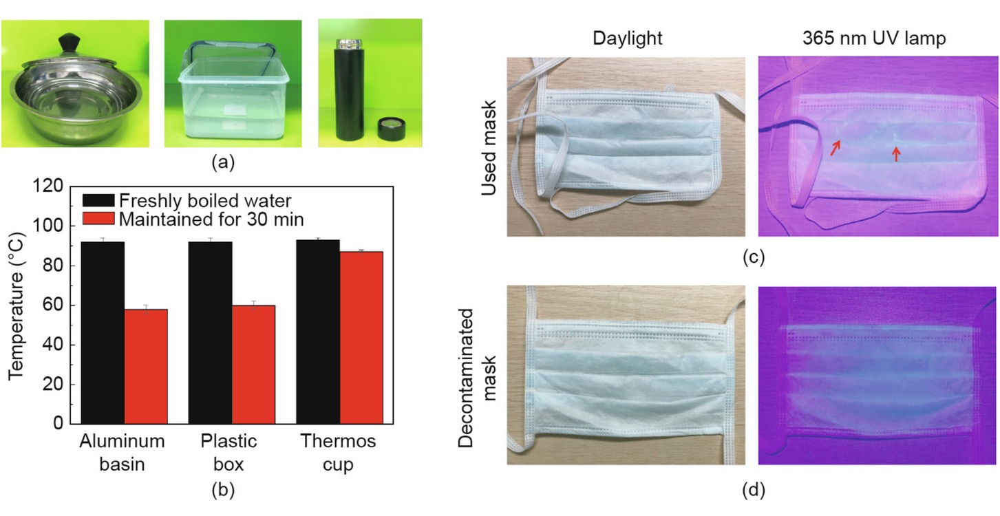 (a)
120
100
80
60
40
20
0
Temperature (°C)
Freshly boiled water
Maintained for 30 min
Aluminum
basin
Plastic
box
Thermos
cup
(b)
Daylight
365 nm UV lamp
Used mask
(c)
Decontaminated
mask
(d)